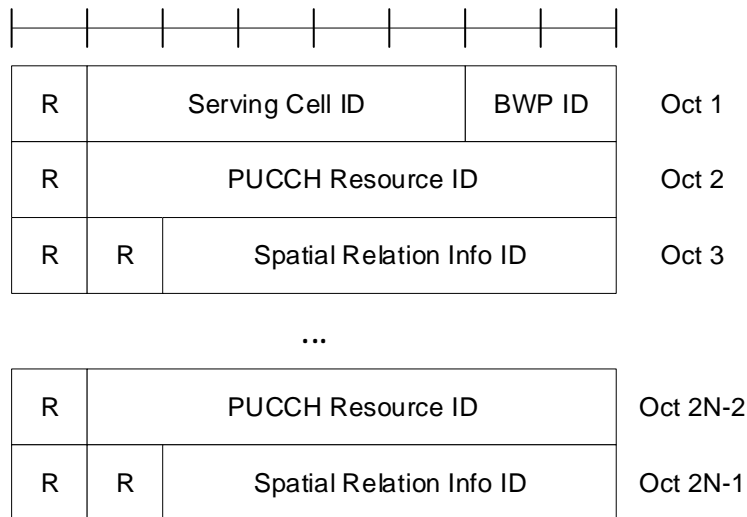 R Serving Cell ID BWP ID Oct 1
R PUCCH Resource ID Oct 2
R R Spatial Relation Info ID Oct 3
...
R PUCCH Resource ID Oct 2N-2
R R Spatial Relation Info ID Oct 2N-1